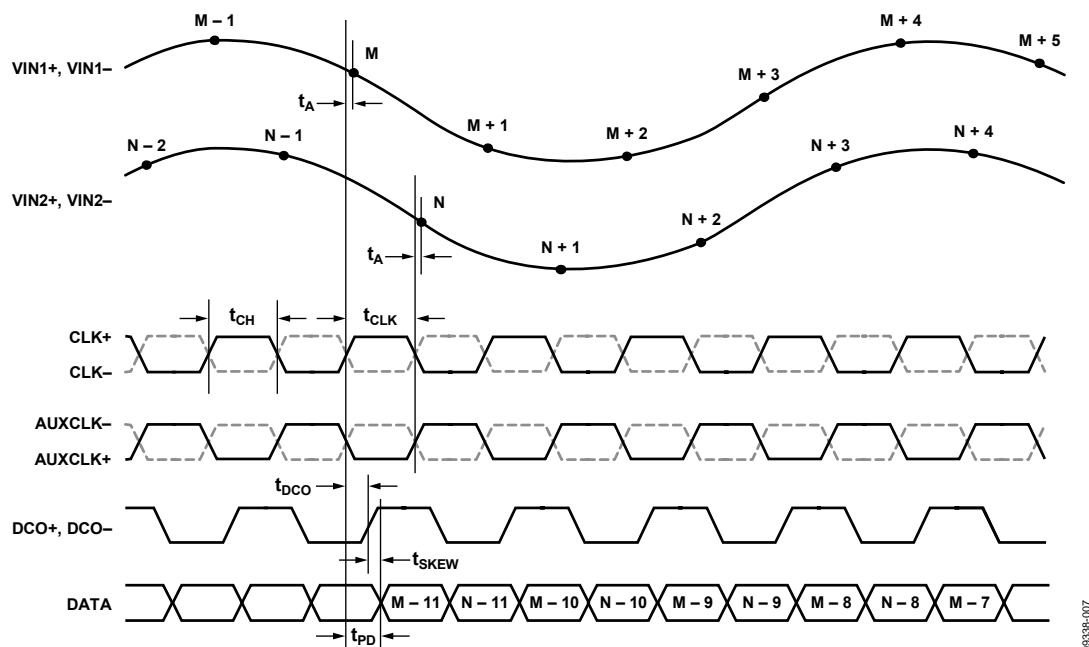 M – 1
M + 4
M + 5
VIN1+, VIN1–
M
M + 3
tA
M + 1
M + 2
N – 2
N – 1
N + 3
N + 4
VIN2+, VIN2–
N
N + 2
tA
N + 1
tCH
tCLK
CLK+
CLK–
AUXCLK–
AUXCLK+
tDCO
DCO+, DCO–
tSKEW
DATA
M – 11 N – 11 M – 10 N – 10 M – 9 N – 9 M – 8 N – 8 M – 7
tPD
9338-007